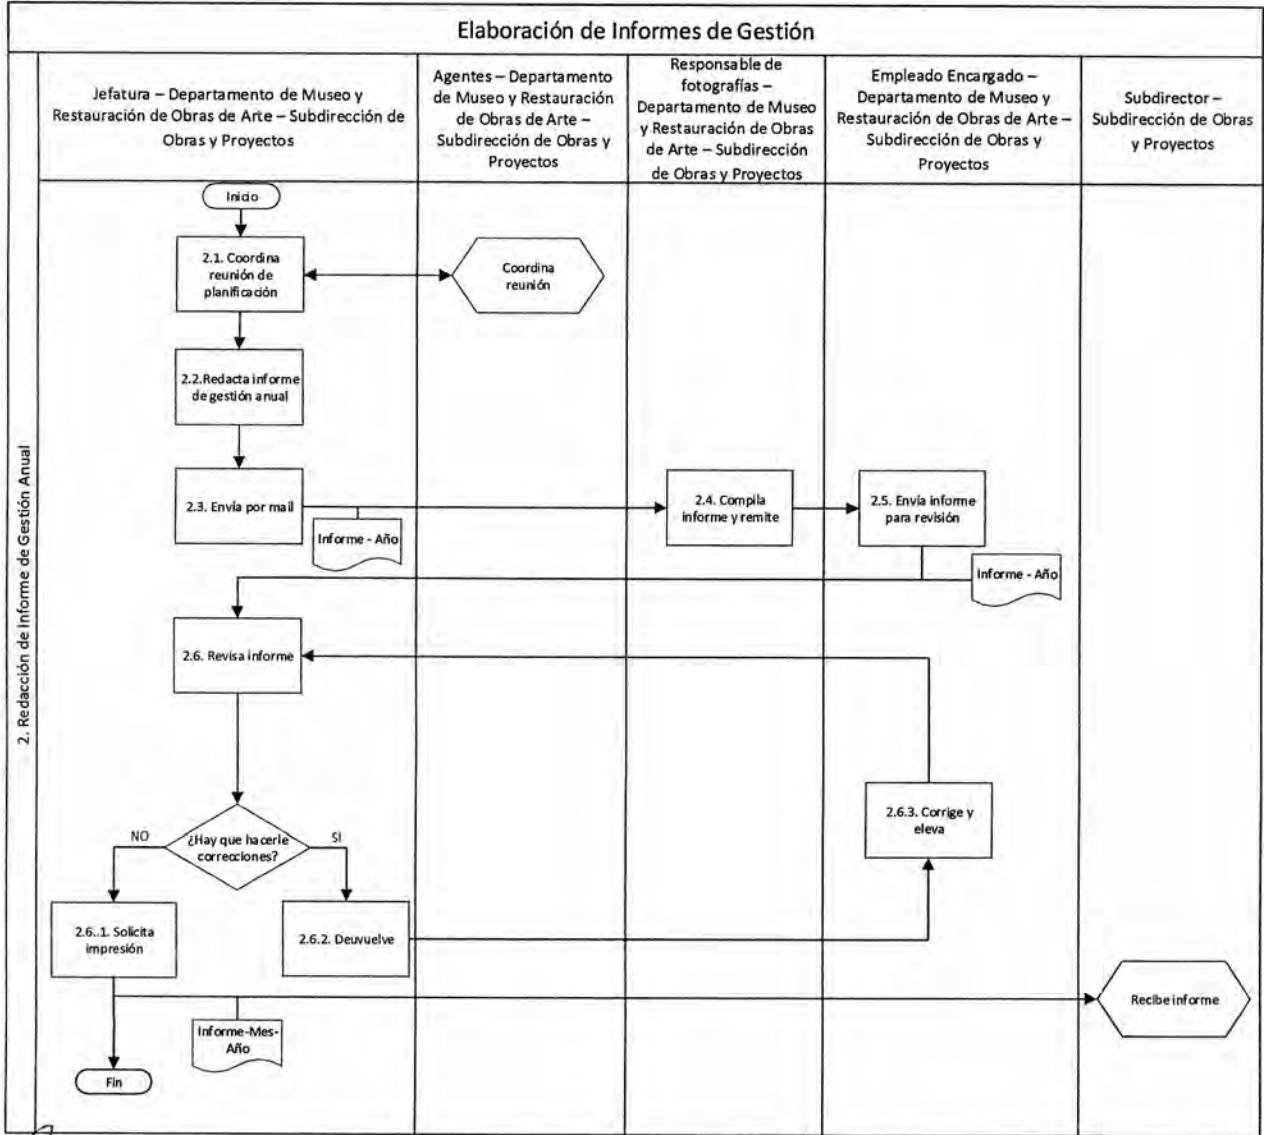 Elaboración de Informes de Gestión
Jefatura – Departamento de Museo y
Restauración de Obras de Arte – Subdirección de
Obras y Proyectos
Agentes – Departamento
de Museo y Restauración
de Obras de Arte –
Subdirección de Obras y
Proyectos
Responsable de
fotografías –
Departamento de Museo
y Restauración de Obras
de Arte – Subdirección
de Obras y Proyectos
Empleado Encargado –
Departamento de Museo y
Restauración de Obras de Arte –
Subdirección de Obras y
Proyectos
Subdirector –
Subdirección de Obras
y Proyectos
2. Redacción de Informe de Gestión Anual
Inicio
2.1. Coordina
reunión de
planificación
Coordina
reunión
2.2.Redacta informe
de gestión anual
2.3. Envía por mail
Informe - Año
2.4. Compila
informe y remite
2.5. Envía informe
para revisión
Informe - Año
2.6. Revisa informe
¿Hay que hacerle
correcciones?
NO
SI
2.6.3. Corrige y
eleva
2.6..1. Solicita
impresión
2.6.2. Deuvuelve
Informe-Mes-
Año
Recibe informe
Fin